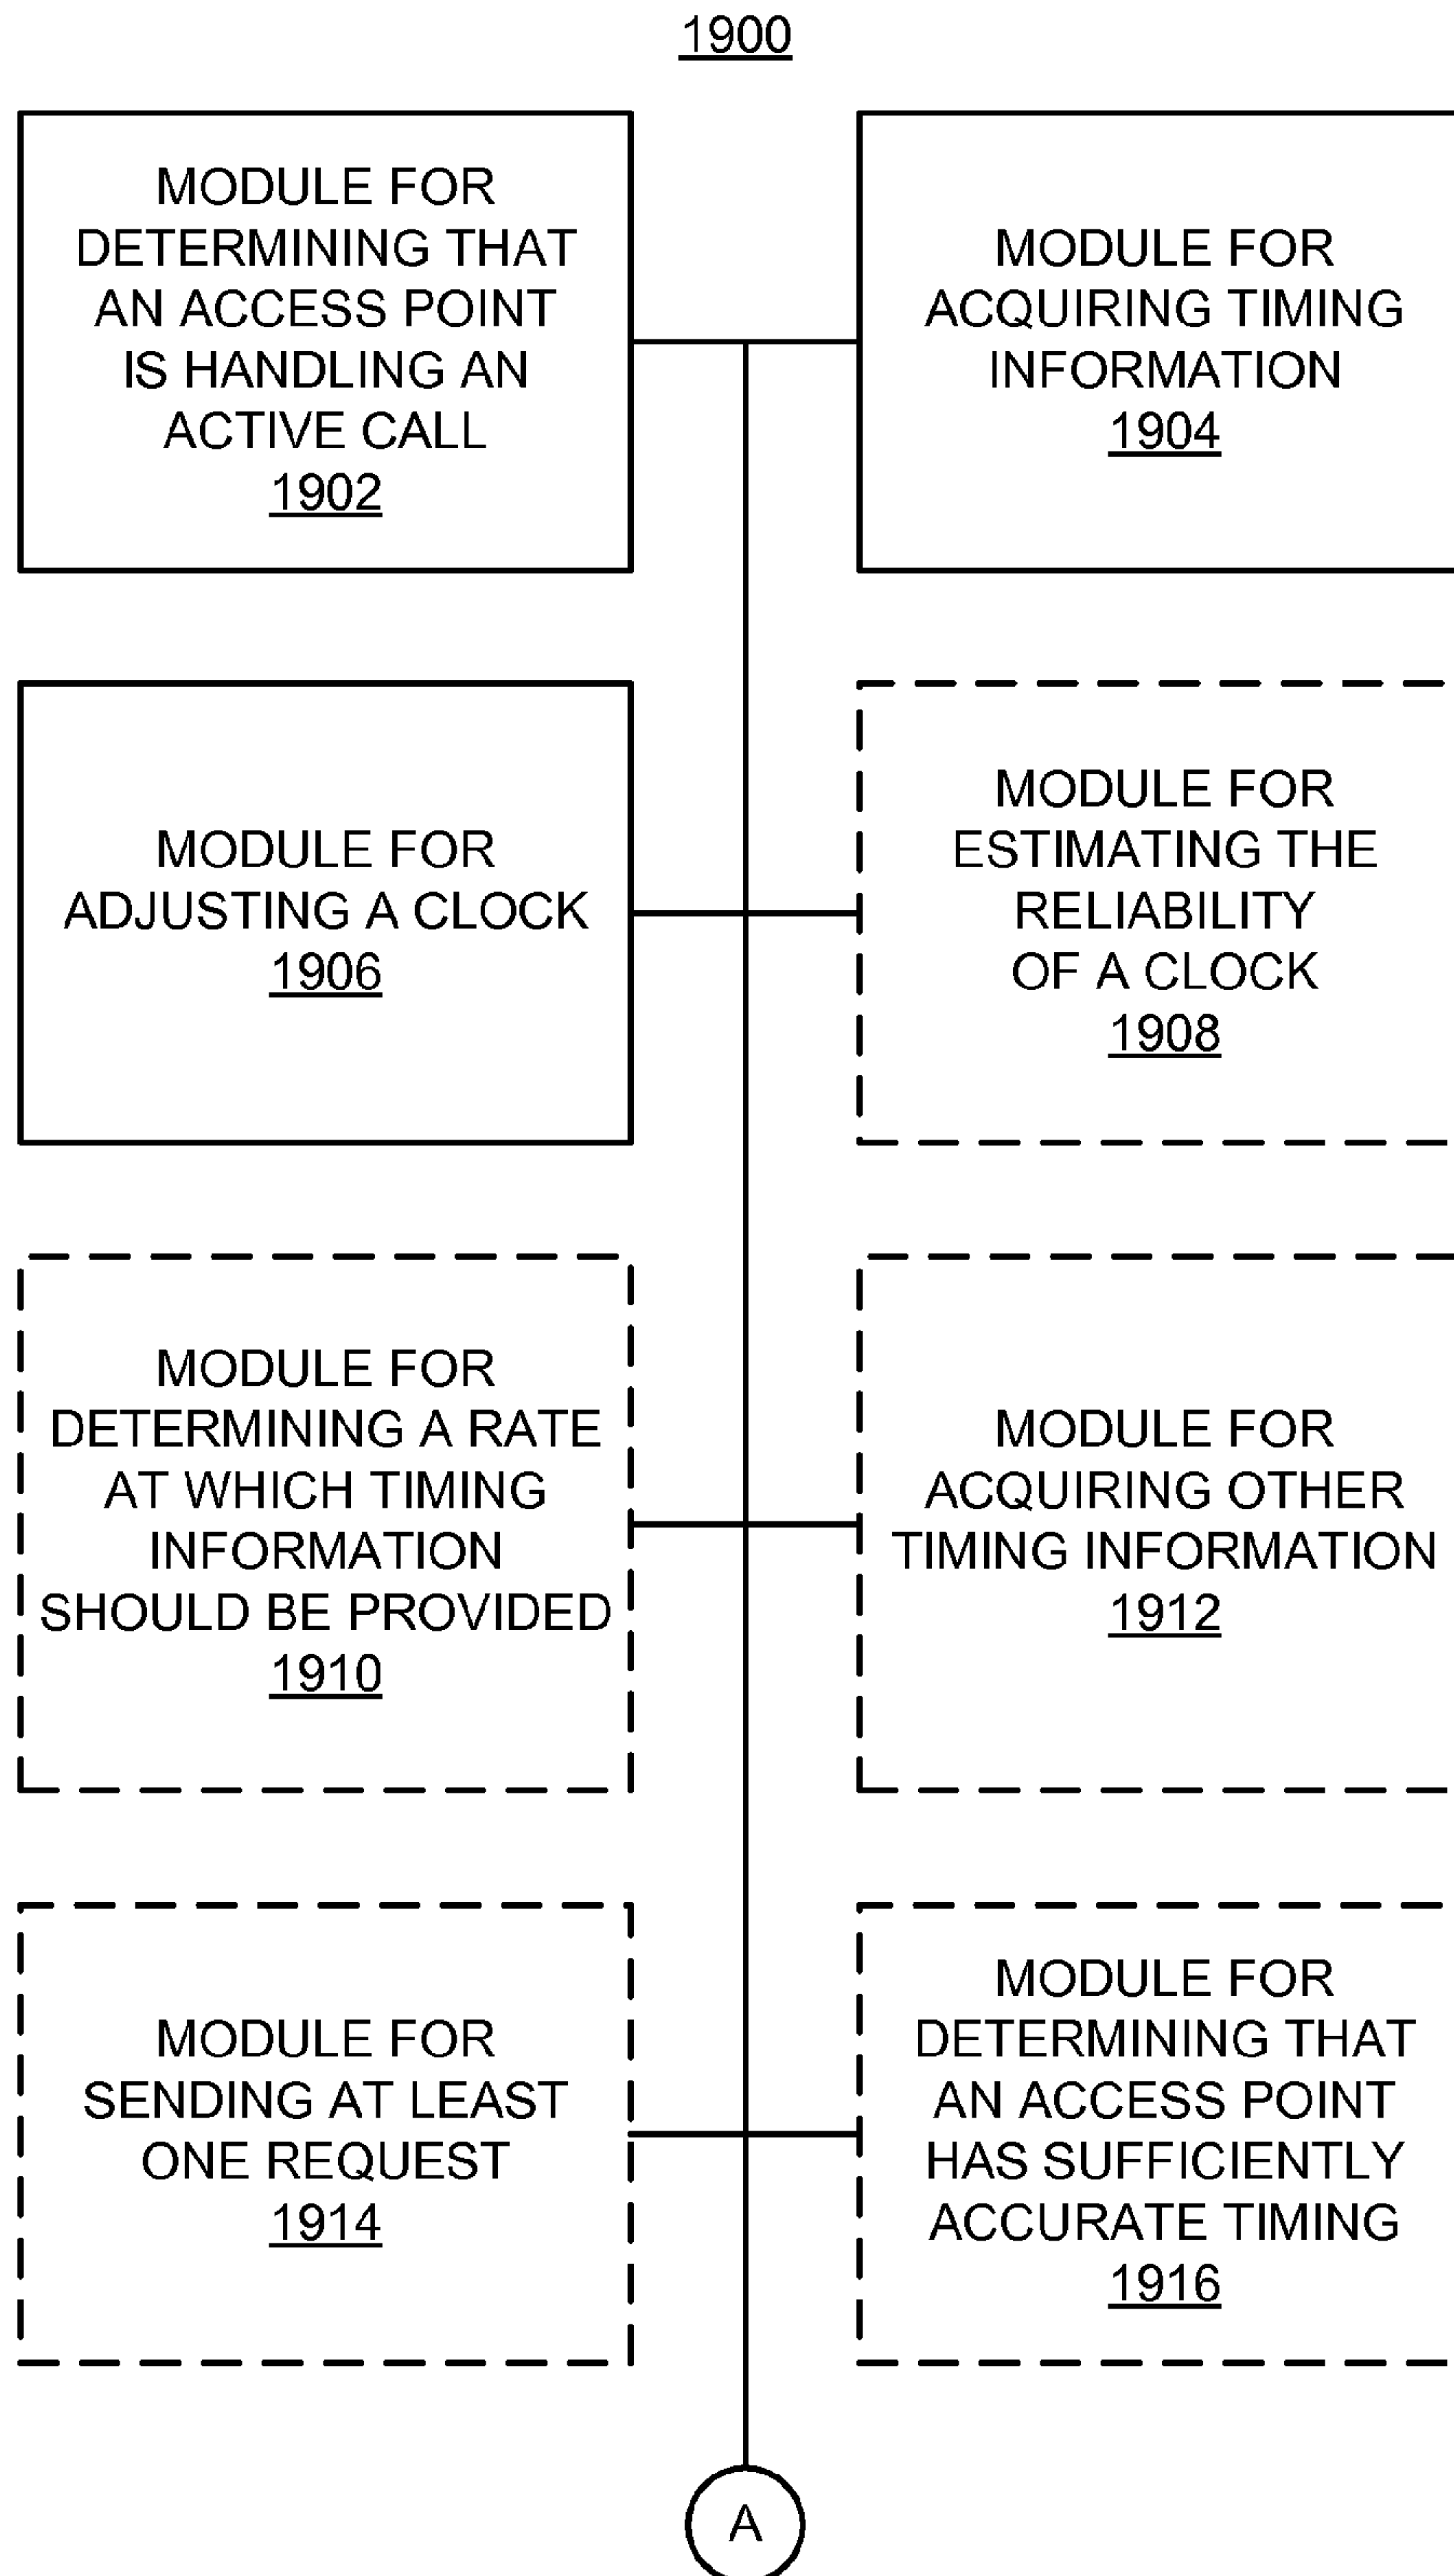 1900
MODULE FOR
DETERMINING THAT
AN ACCESS POINT
IS HANDLING AN
ACTIVE CALL
1902
MODULE FOR
ACQUIRING TIMING
INFORMATION
1904
MODULE FOR
ADJUSTING A CLOCK
1906
MODULE FOR
ESTIMATING THE
RELIABILITY
OF A CLOCK
1908
MODULE FOR
DETERMINING A RATE
AT WHICH TIMING
INFORMATION
SHOULD BE PROVIDED
1910
MODULE FOR
ACQUIRING OTHER
TIMING INFORMATION
1912
MODULE FOR
SENDING AT LEAST
ONE REQUEST
1914
MODULE FOR
DETERMINING THAT
AN ACCESS POINT
HAS SUFFICIENTLY
ACCURATE TIMING
1916
A